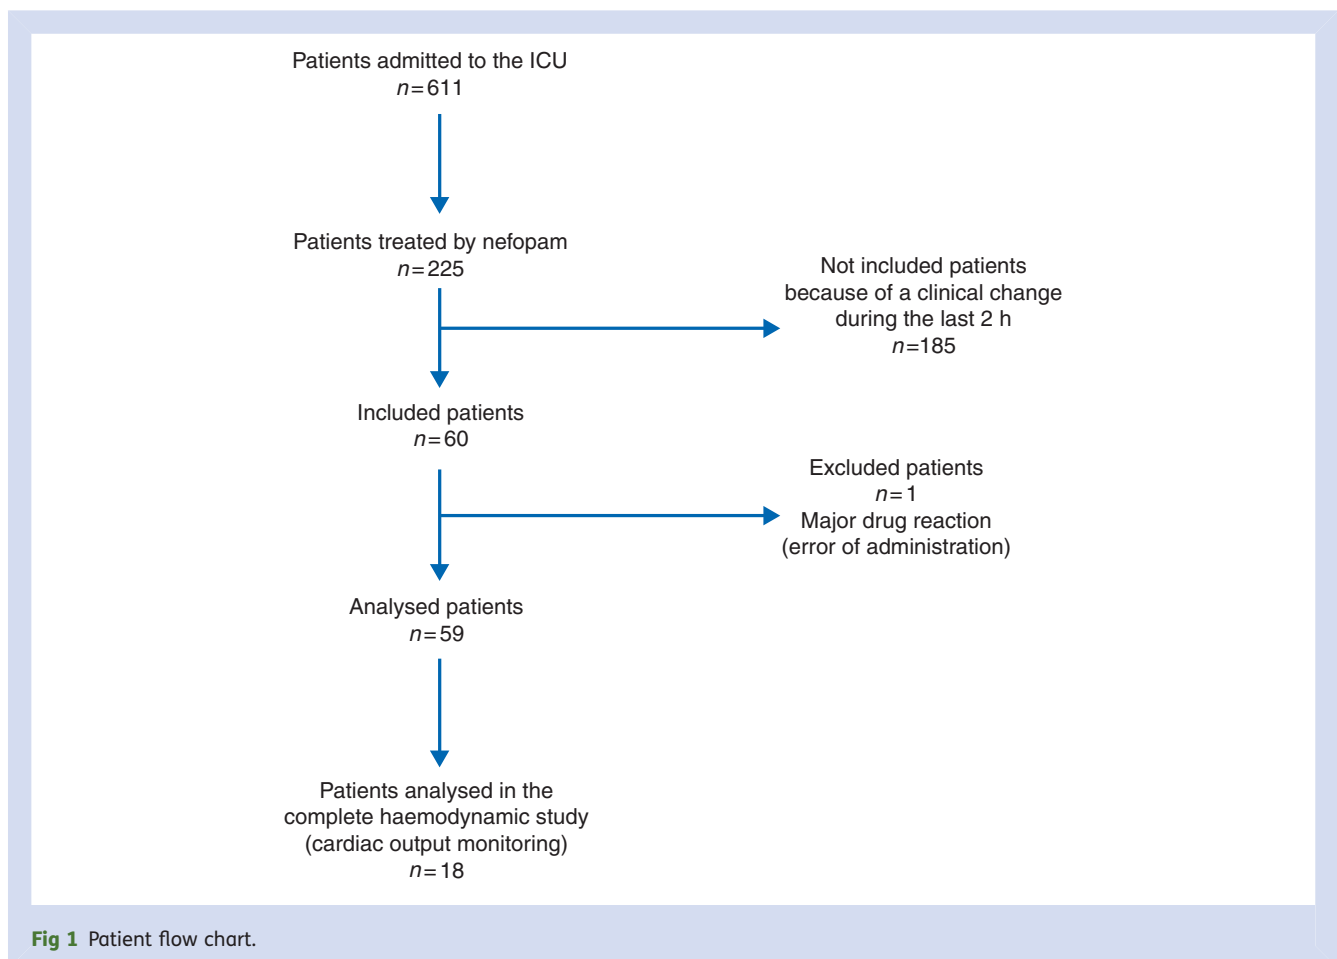 Patients admitted to the ICU
n=611
Patients treated by nefopam
n=225
Not included patients
because of a clinical change
during the last 2 h
n=185
Included patients
n=60
Excluded patients
n=1
Major drug reaction
(error of administration)
Analysed patients
n=59
Patients analysed in the
complete haemodynamic study
(cardiac output monitoring)
n=18
Fig 1 Patient flow chart.